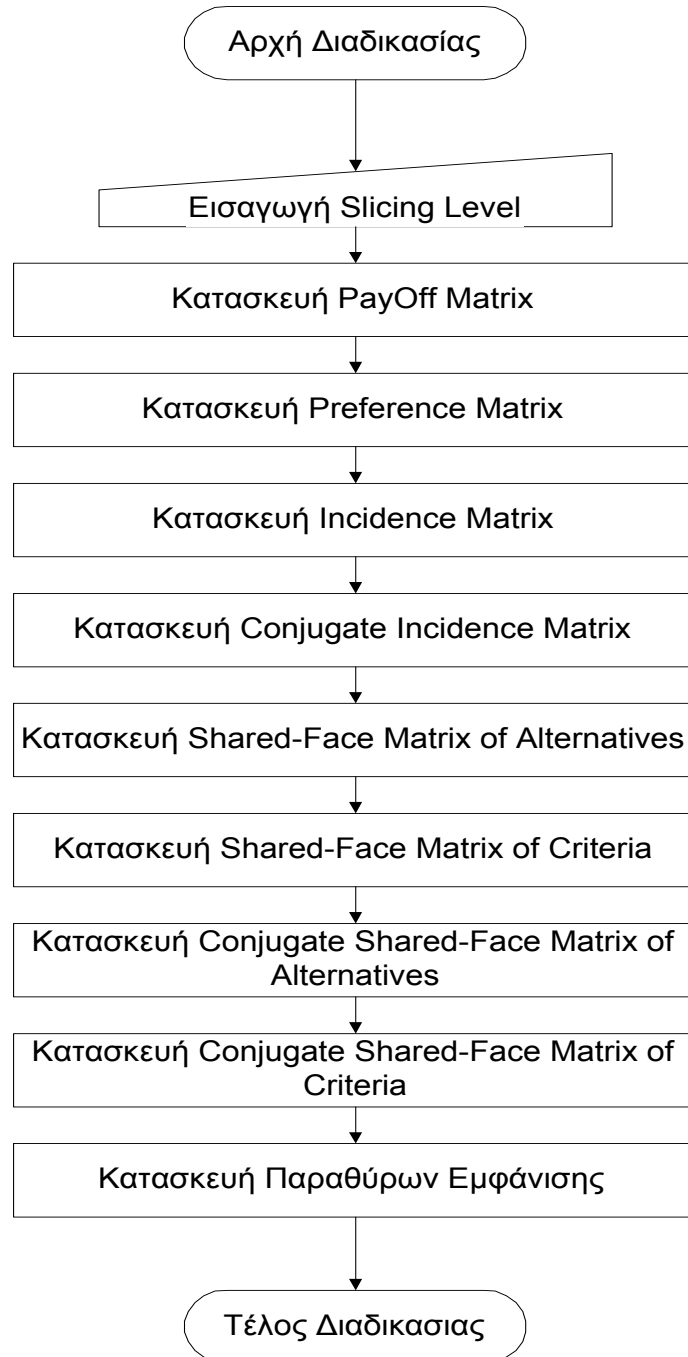 Αρχή Διαδικασίας
Εισαγωγή Slicing Level
Κατασκευή PayOff Matrix
Κατασκευή Preference Matrix
Κατασκευή Incidence Matrix
Κατασκευή Conjugate Incidence Matrix
Κατασκευή Shared-Face Matrix of Alternatives
Κατασκευή Shared-Face Matrix of Criteria
Κατασκευή Conjugate Shared-Face Matrix of
Alternatives
Κατασκευή Conjugate Shared-Face Matrix of
Criteria
Κατασκευή Παραθύρων Εμφάνισης
Τέλος Διαδικασιας